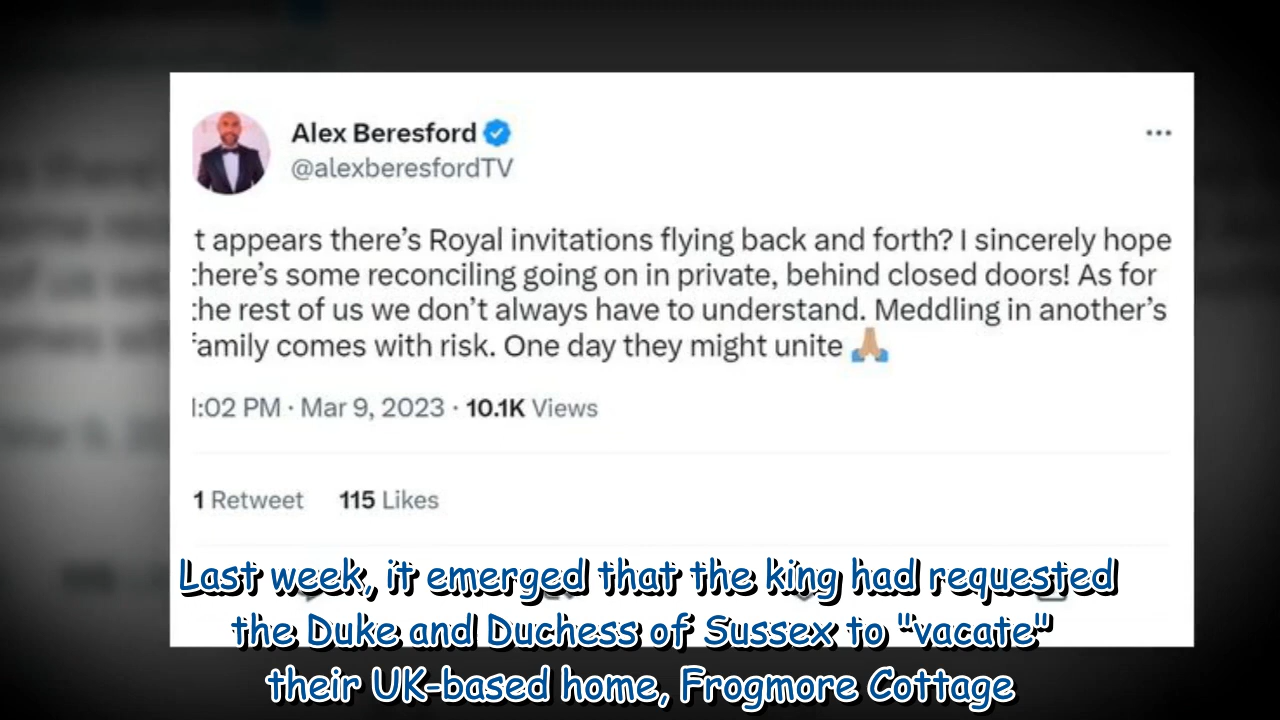 Alex Beresford
@alexberesfordTV
t appears there's Royal invitations flying back and forth? I sincerely hope
there's some reconciling going on in private, behind closed doors! As for
the rest of us we don't always have to understand. Meddling in another's
family comes with risk. One day they might unite 🙏🏼
1:02 PM · Mar 9, 2023 · 10.1K Views
1 Retweet 115 Likes
Last week, it emerged that the king had requested
the Duke and Duchess of Sussex to "vacate"
their UK-based home, Frogmore Cottage